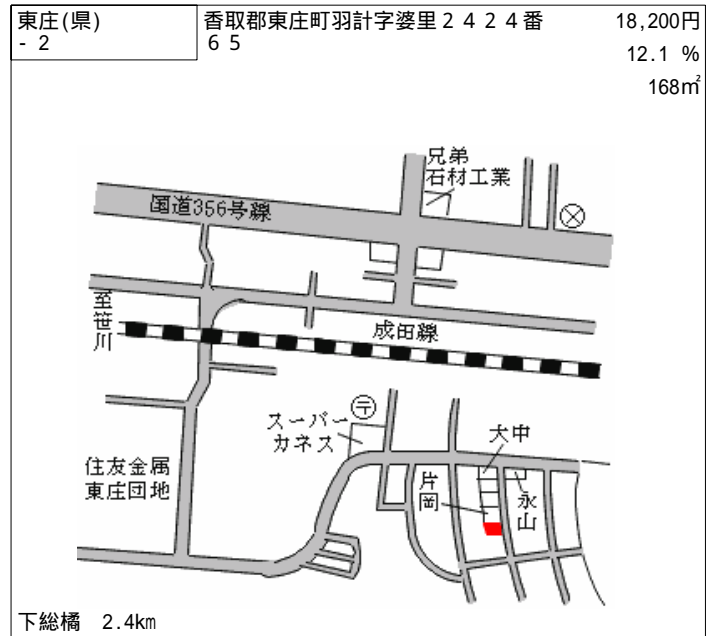 東庄(県)
- 2
香取郡東庄町羽計字婆里２４２４番
６５
18,200円
12.1 %
168㎡
兄弟
石材工業
国道356号線
至笹川
成田線
スーパー
カネス
大中
片岡
永山
住友金属
東庄団地
下総橘 2.4km